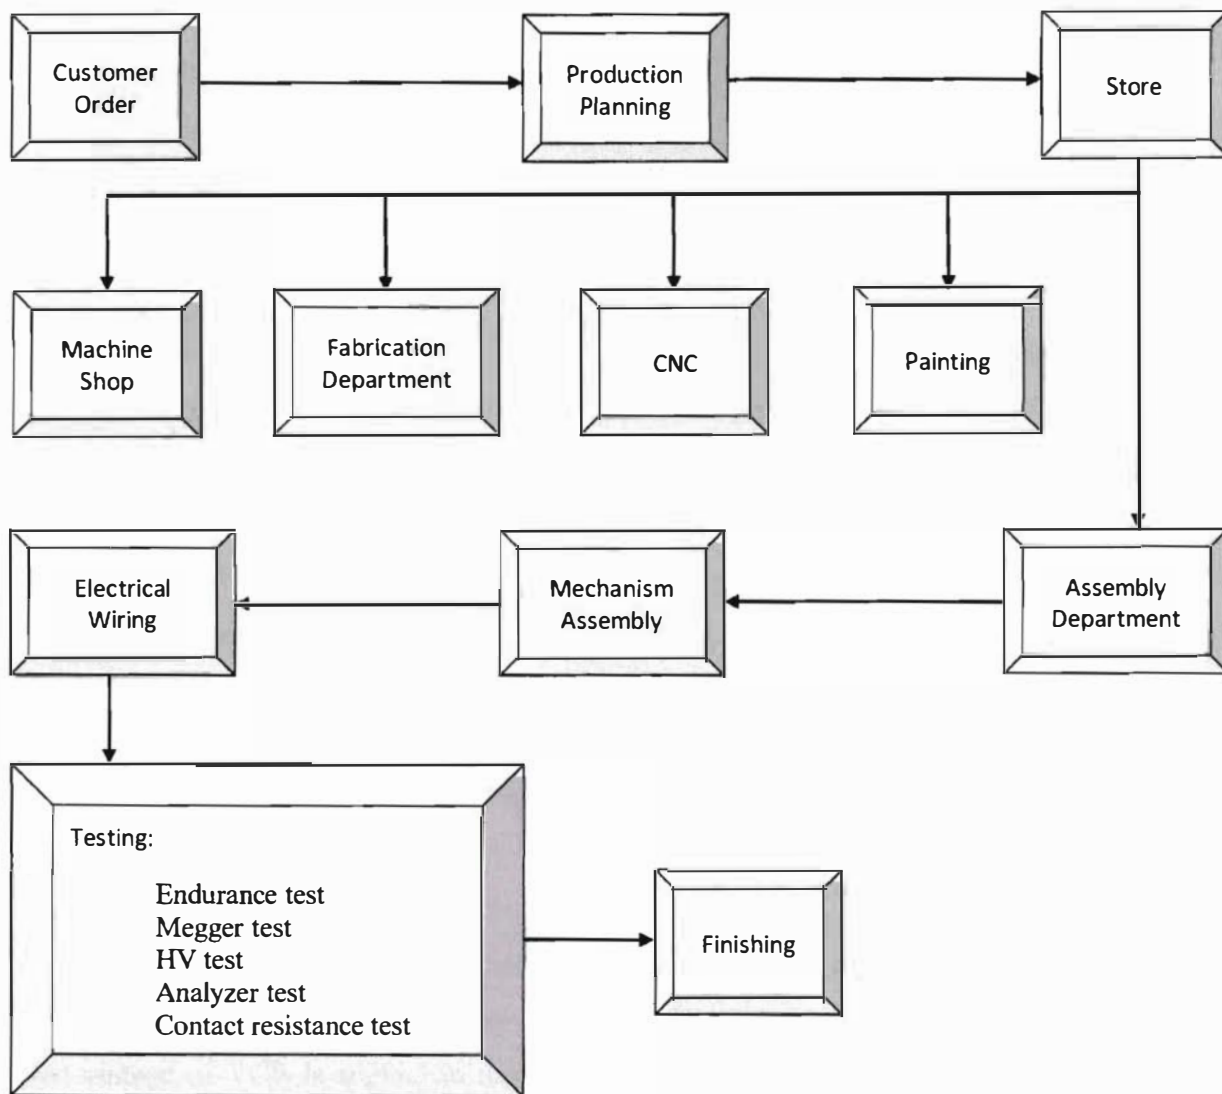 Customer
Order
Production
Planning
Store
Machine
Shop
Fabrication
Department
CNC
Painting
Electrical
Wiring
Mechanism
Assembly
Assembly
Department
Testing:
Endurance test
Megger test
HV test
Analyzer test
Contact resistance test
Finishing